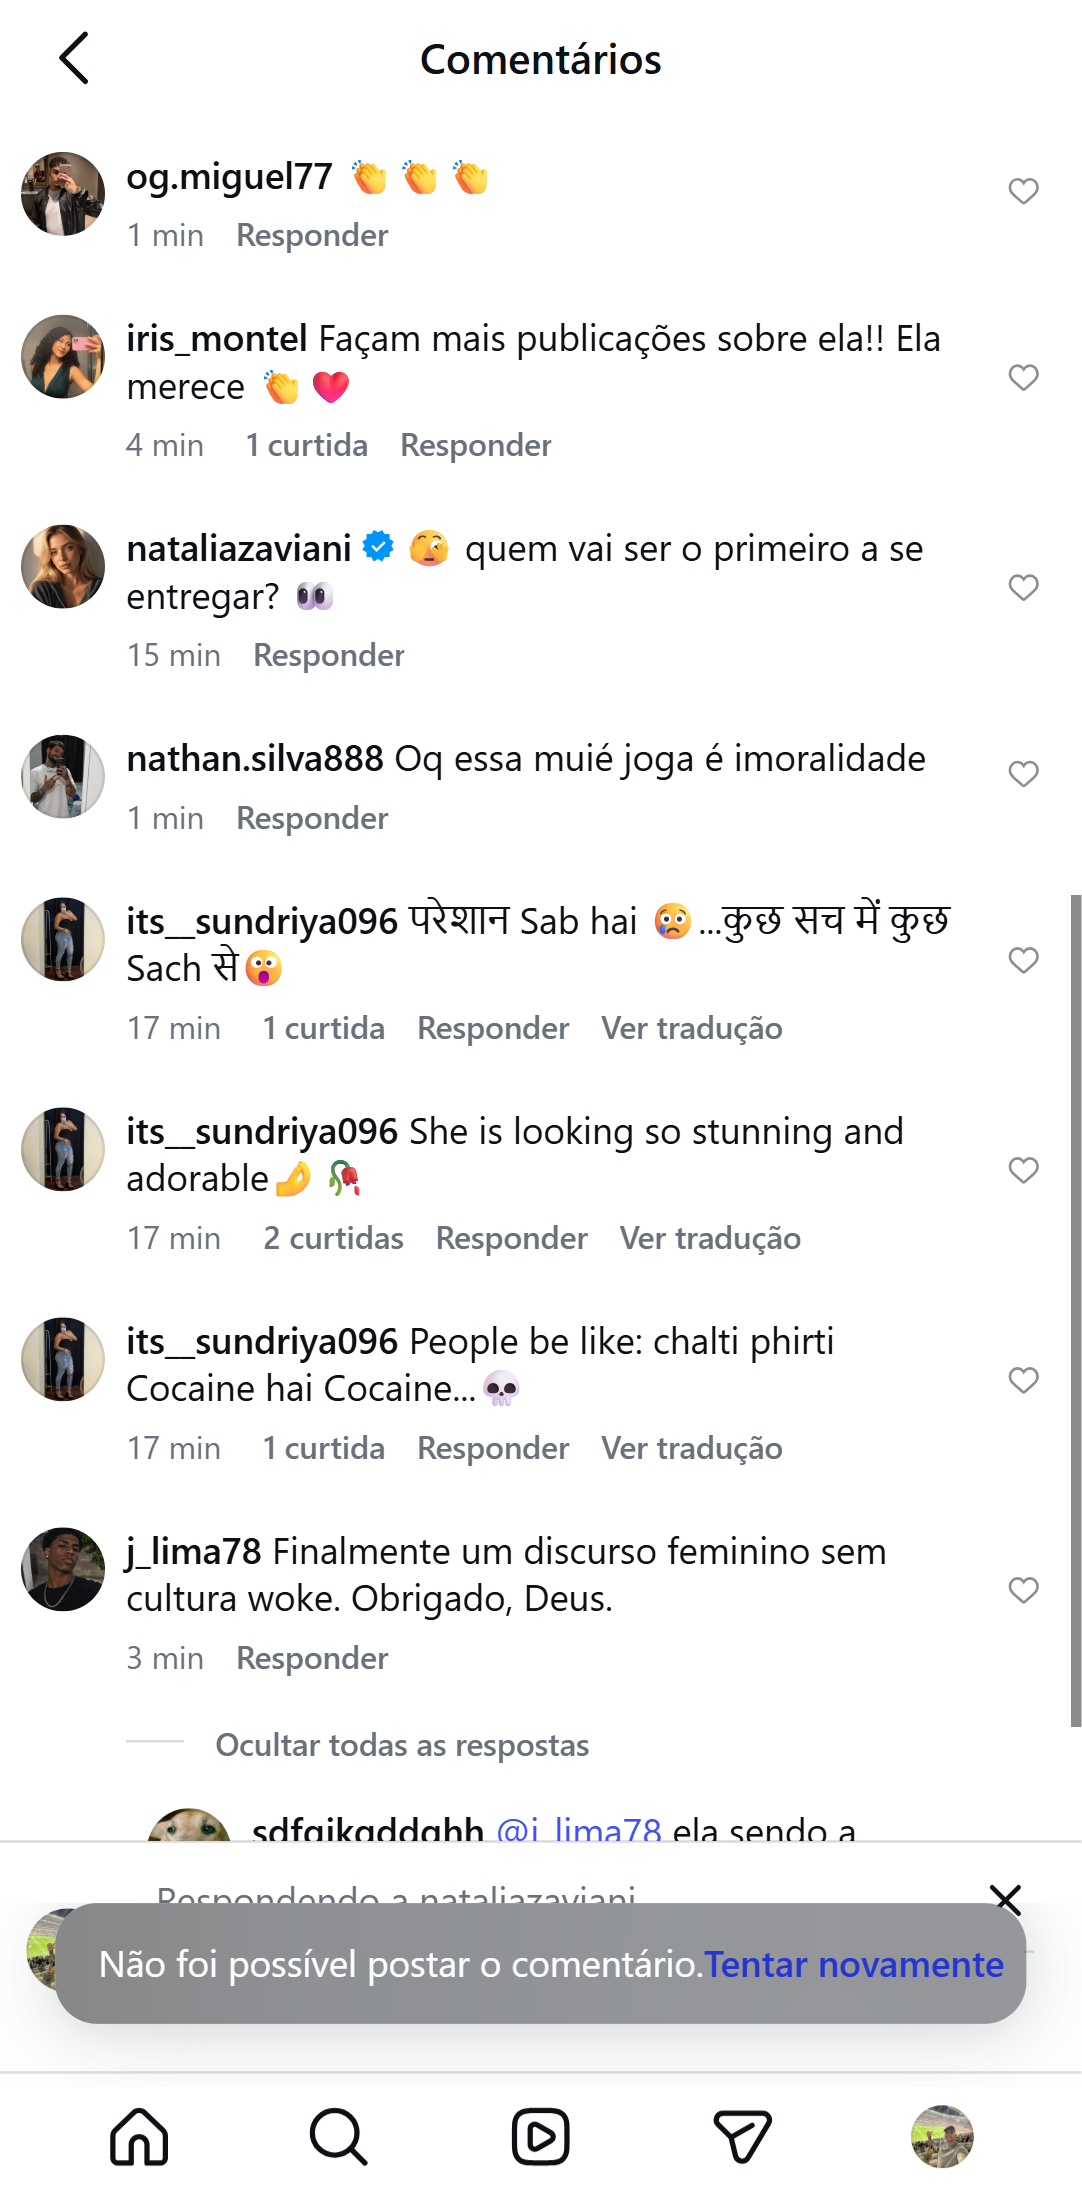 Comentários
og.miguel77 👏 👏 👏
1 min Responder
iris_montel Façam mais publicações sobre ela!! Ela
merece 👏 ❤️
4 min 1 curtida Responder
nataliazaviani 🫣 quem vai ser o primeiro a se
entregar? 👀
15 min Responder
nathan.silva888 Oq essa muié joga é imoralidade
1 min Responder
its__sundriya096 परेशान Sab hai 😢...कुछ सच में कुछ
Sach से😲
17 min 1 curtida Responder Ver tradução
its__sundriya096 She is looking so stunning and
adorable🤌 🥀
17 min 2 curtidas Responder Ver tradução
its__sundriya096 People be like: chalti phirti
Cocaine hai Cocaine...💀
17 min 1 curtida Responder Ver tradução
j_lima78 Finalmente um discurso feminino sem
cultura woke. Obrigado, Deus.
3 min Responder
Ocultar todas as respostas
@j_lima78 ela sendo a
Respondendo a nataliazaviani
Não foi possível postar o comentário.Tentar novamente